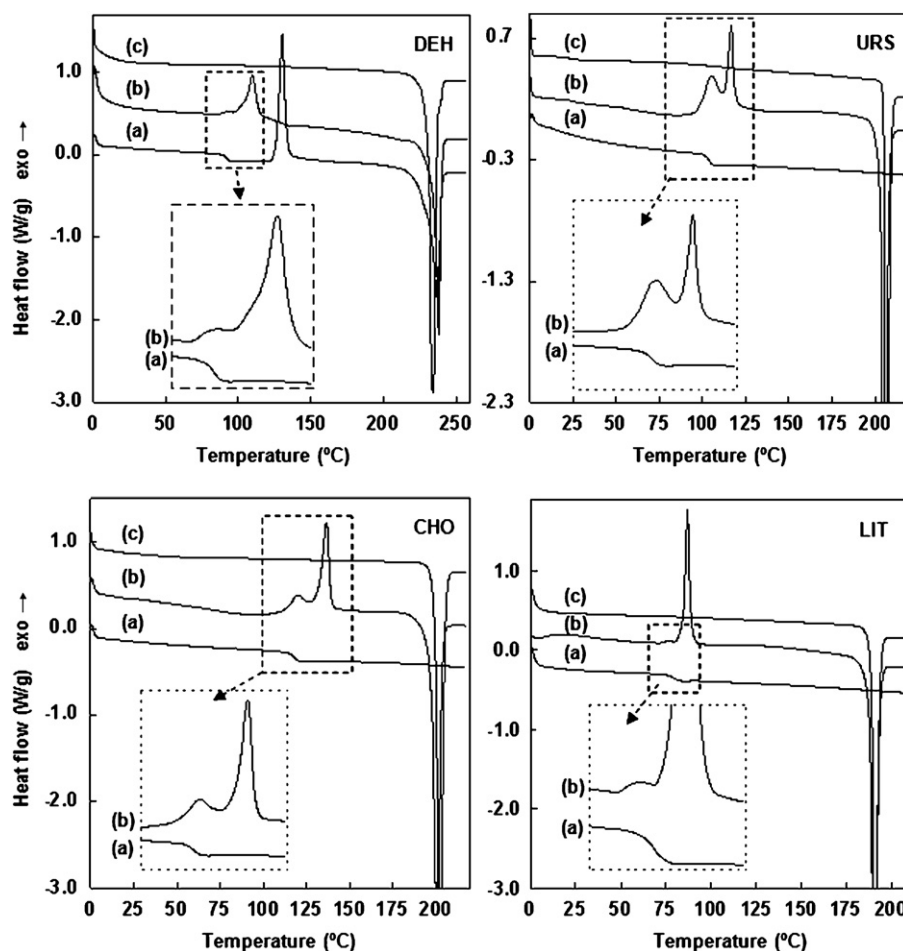 DEH
(c)
(b)
(a)
1.0
0.0
-1.0
-2.0
-3.0
Heat flow (W/g) exo →
(b)
(a)
0 50 100 150 200 250
Temperature (ºC)
URS
(c)
(b)
(a)
0.7
-0.3
-1.3
-2.3
(b)
(a)
0 25 50 75 100 125 150 175 200
Temperature (ºC)
CHO
(c)
(b)
(a)
1.0
0.0
-1.0
-2.0
-3.0
Heat flow (W/g) exo →
(b)
(a)
0 25 50 75 100 125 150 175 200
Temperature (ºC)
LIT
(c)
(b)
(a)
1.0
0.0
-1.0
-2.0
-3.0
(b)
(a)
0 25 50 75 100 125 150 175 200
Temperature (ºC)